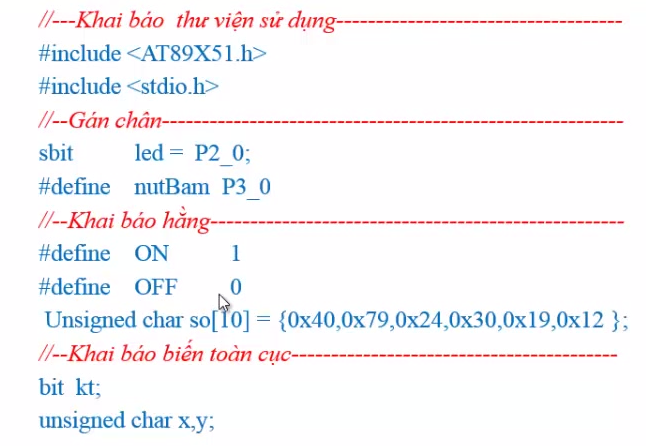 //---Khai báo thư viện sử dụng-----------------------------------
#include <AT89X51.h>
#include <stdio.h>
//--Gán chân---------------------------------------------------------
sbit led = P2_0;
#define nutBam P3_0
//--Khai báo hằng---------------------------------------------------
#define ON 1
#define OFF 0
Unsigned char so[10] = {0x40,0x79,0x24,0x30,0x19,0x12 };
//--Khai báo biến toàn cục----------------------------------------
bit kt;
unsigned char x,y;